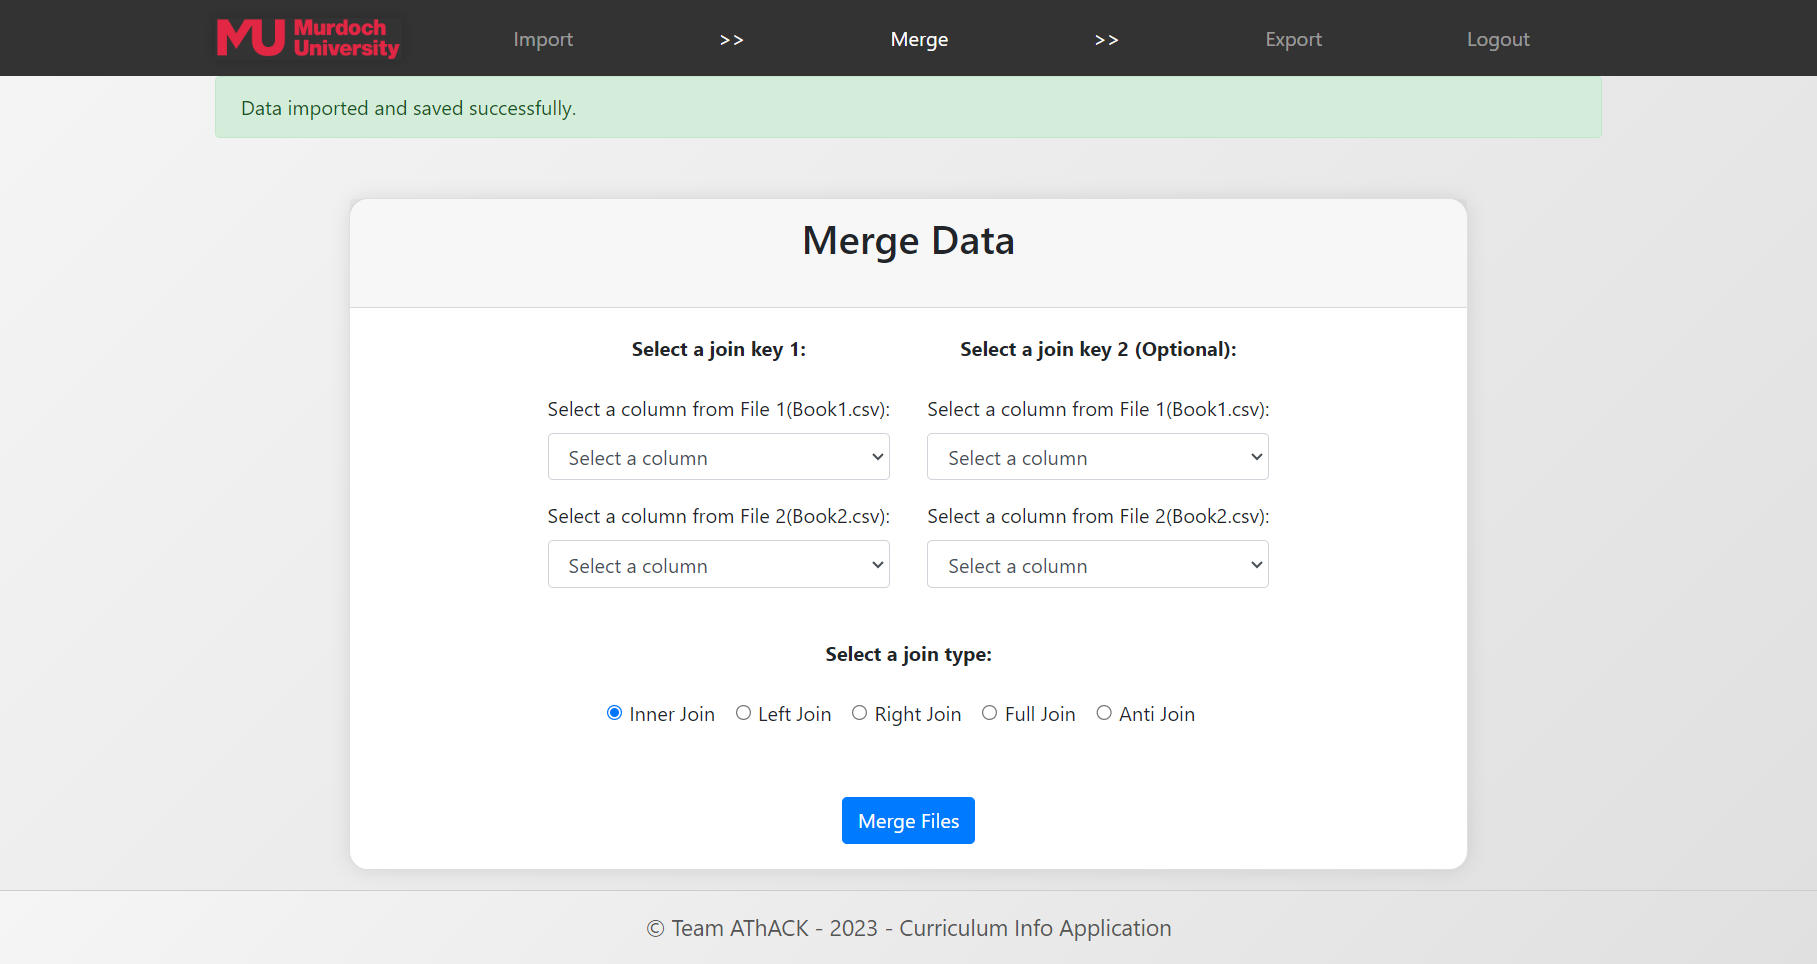 MU Murdoch University
Import >> Merge >> Export Logout
Data imported and saved successfully.
Merge Data
Select a join key 1:
Select a column from File 1(Book1.csv):
Select a column
Select a column from File 2(Book2.csv):
Select a column
Select a join key 2 (Optional):
Select a column from File 1(Book1.csv):
Select a column
Select a column from File 2(Book2.csv):
Select a column
Select a join type:
Inner Join Left Join Right Join Full Join Anti Join
Merge Files
© Team AThACK - 2023 - Curriculum Info Application